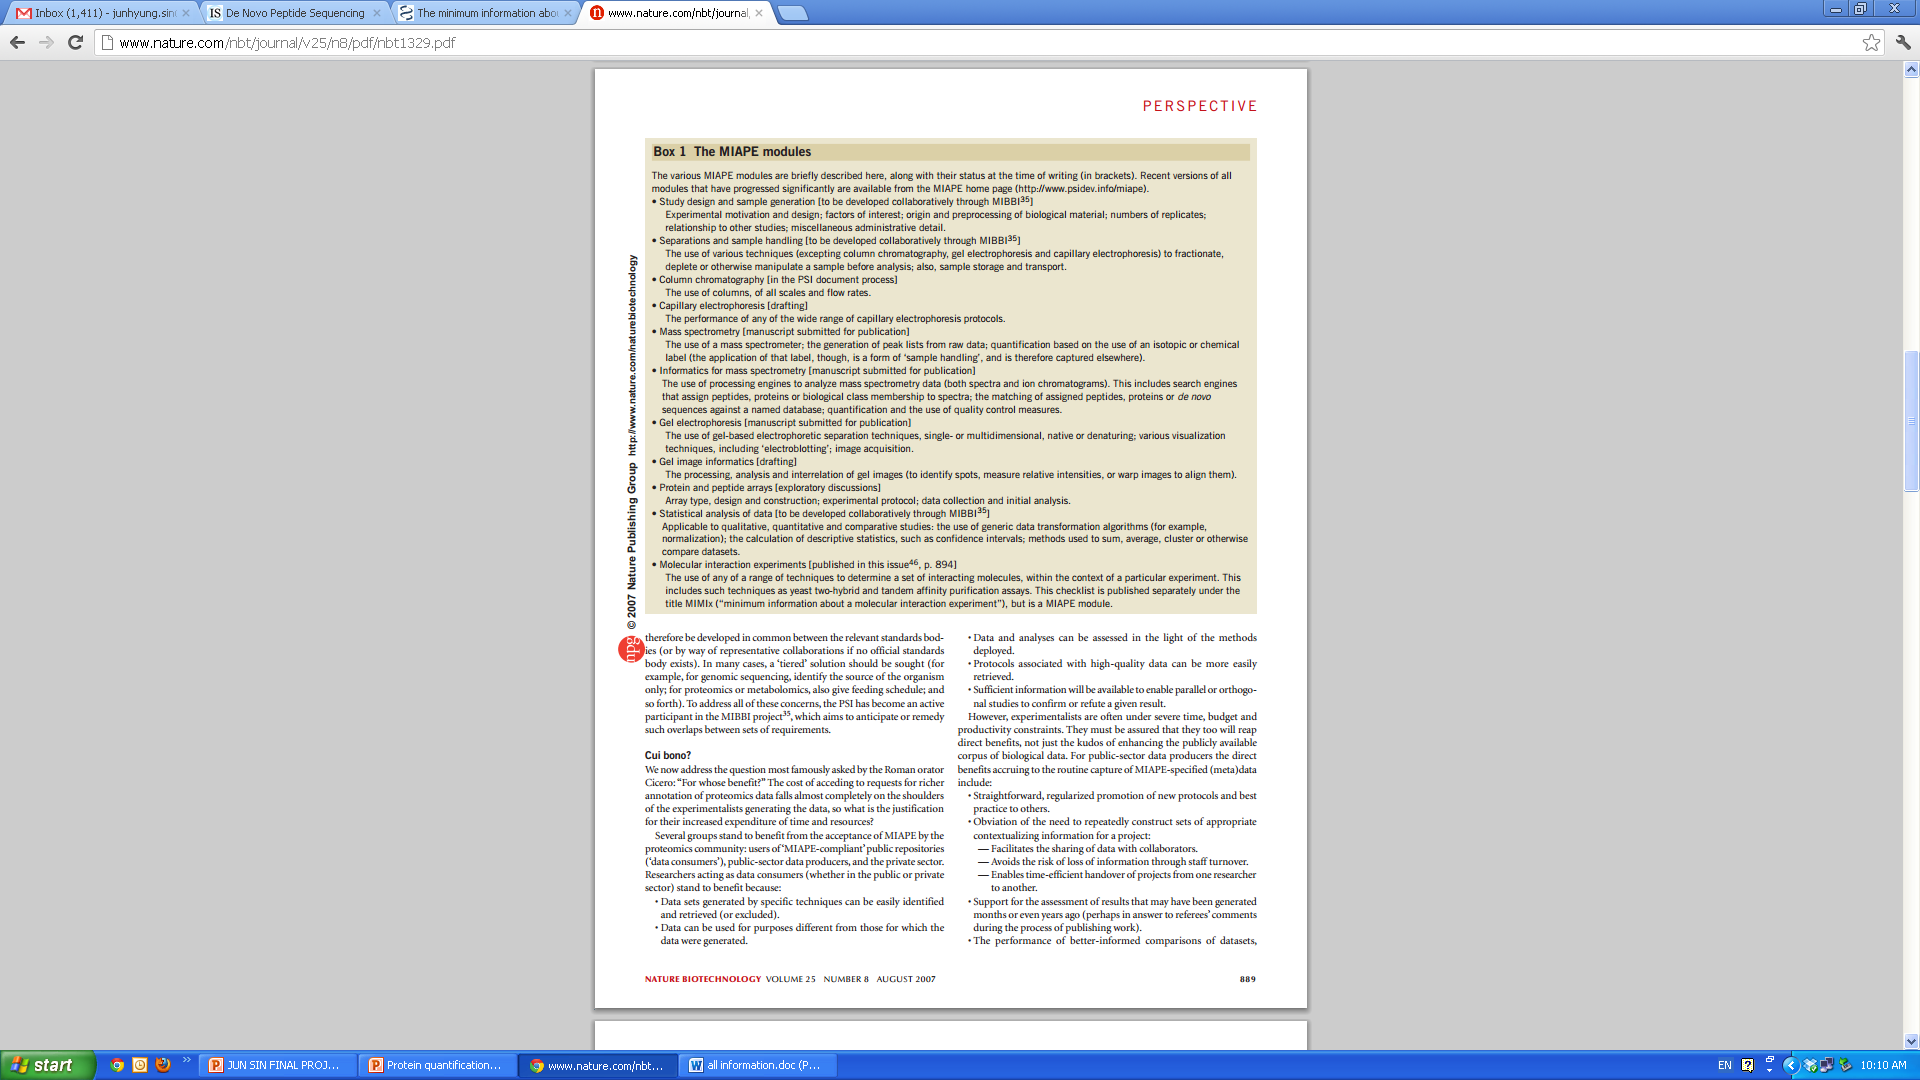 Inbox (1,411) - junhyung.sin
De Novo Peptide Sequencing
The minimum information abo
www.nature.com/nbt/journal
www.nature.com/nbt/journal/v25/n8/pdf/nbt1329.pdf
PERSPECTIVE
Box 1 The MIAPE modules
The various MIAPE modules are briefly described here, along with their status at the time of writing (in brackets). Recent versions of all
modules that have progressed significantly are available from the MIAPE home page (http://www.psidev.info/miape).
• Study design and sample generation [to be developed collaboratively through MIBBI35]
Experimental motivation and design; factors of interest; origin and preprocessing of biological material; numbers of replicates;
relationship to other studies; miscellaneous administrative detail.
• Separations and sample handling [to be developed collaboratively through MIBBI35]
The use of various techniques (excepting column chromatography, gel electrophoresis and capillary electrophoresis) to fractionate,
deplete or otherwise manipulate a sample before analysis; also, sample storage and transport.
• Column chromatography [in the PSI document process]
The use of columns, of all scales and flow rates.
• Capillary electrophoresis [drafting]
The performance of any of the wide range of capillary electrophoresis protocols.
• Mass spectrometry [manuscript submitted for publication]
The use of a mass spectrometer; the generation of peak lists from raw data; quantification based on the use of an isotopic or chemical
label (the application of that label, though, is a form of ‘sample handling’, and is therefore captured elsewhere).
• Informatics for mass spectrometry [manuscript submitted for publication]
The use of processing engines to analyze mass spectrometry data (both spectra and ion chromatograms). This includes search engines
that assign peptides, proteins or biological class membership to spectra; the matching of assigned peptides, proteins or de novo
sequences against a named database; quantification and the use of quality control measures.
• Gel electrophoresis [manuscript submitted for publication]
The use of gel-based electrophoretic separation techniques, single- or multidimensional, native or denaturing; various visualization
techniques, including ‘electroblotting’; image acquisition.
• Gel image informatics [drafting]
The processing, analysis and interrelation of gel images (to identify spots, measure relative intensities, or warp images to align them).
• Protein and peptide arrays [exploratory discussions]
Array type, design and construction; experimental protocol; data collection and initial analysis.
• Statistical analysis of data [to be developed collaboratively through MIBBI35]
Applicable to qualitative, quantitative and comparative studies: the use of generic data transformation algorithms (for example,
normalization); the calculation of descriptive statistics, such as confidence intervals; methods used to sum, average, cluster or otherwise
compare datasets.
• Molecular interaction experiments [published in this issue46, p. 894]
The use of any of a range of techniques to determine a set of interacting molecules, within the context of a particular experiment. This
includes such techniques as yeast two-hybrid and tandem affinity purification assays. This checklist is published separately under the
title MIMIx (“minimum information about a molecular interaction experiment”), but is a MIAPE module.
© 2007 Nature Publishing Group http://www.nature.com/naturebiotechnology
npg
therefore be developed in common between the relevant standards bod-
ies (or by way of representative collaborations if no official standards
body exists). In many cases, a ‘tiered’ solution should be sought (for
example, for genomic sequencing, identify the source of the organism
only; for proteomics or metabolomics, also give feeding schedule; and
so forth). To address all of these concerns, the PSI has become an active
participant in the MIBBI project35, which aims to anticipate or remedy
such overlaps between sets of requirements.
Cui bono?
We now address the question most famously asked by the Roman orator
Cicero: “For whose benefit?” The cost of acceding to requests for richer
annotation of proteomics data falls almost completely on the shoulders
of the experimentalists generating the data, so what is the justification
for their increased expenditure of time and resources?
Several groups stand to benefit from the acceptance of MIAPE by the
proteomics community: users of ‘MIAPE-compliant’ public repositories
(‘data consumers’), public-sector data producers, and the private sector.
Researchers acting as data consumers (whether in the public or private
sector) stand to benefit because:
• Data sets generated by specific techniques can be easily identified
and retrieved (or excluded).
• Data can be used for purposes different from those for which the
data were generated.
• Data and analyses can be assessed in the light of the methods
deployed.
• Protocols associated with high-quality data can be more easily
retrieved.
• Sufficient information will be available to enable parallel or orthogo-
nal studies to confirm or refute a given result.
However, experimentalists are often under severe time, budget and
productivity constraints. They must be assured that they too will reap
direct benefits, not just the kudos of enhancing the publicly available
corpus of biological data. For public-sector data producers the direct
benefits accruing to the routine capture of MIAPE-specified (meta)data
include:
• Straightforward, regularized promotion of new protocols and best
practice to others.
• Obviation of the need to repeatedly construct sets of appropriate
contextualizing information for a project:
— Facilitates the sharing of data with collaborators.
— Avoids the risk of loss of information through staff turnover.
— Enables time-efficient handover of projects from one researcher
to another.
• Support for the assessment of results that may have been generated
months or even years ago (perhaps in answer to referees’ comments
during the process of publishing work).
• The performance of better-informed comparisons of datasets,
NATURE BIOTECHNOLOGY VOLUME 25 NUMBER 8 AUGUST 2007
889
start
JUN SIN FINAL PROJ...
Protein quantification...
www.nature.com/nbt...
all information.doc (P...
EN
10:10 AM